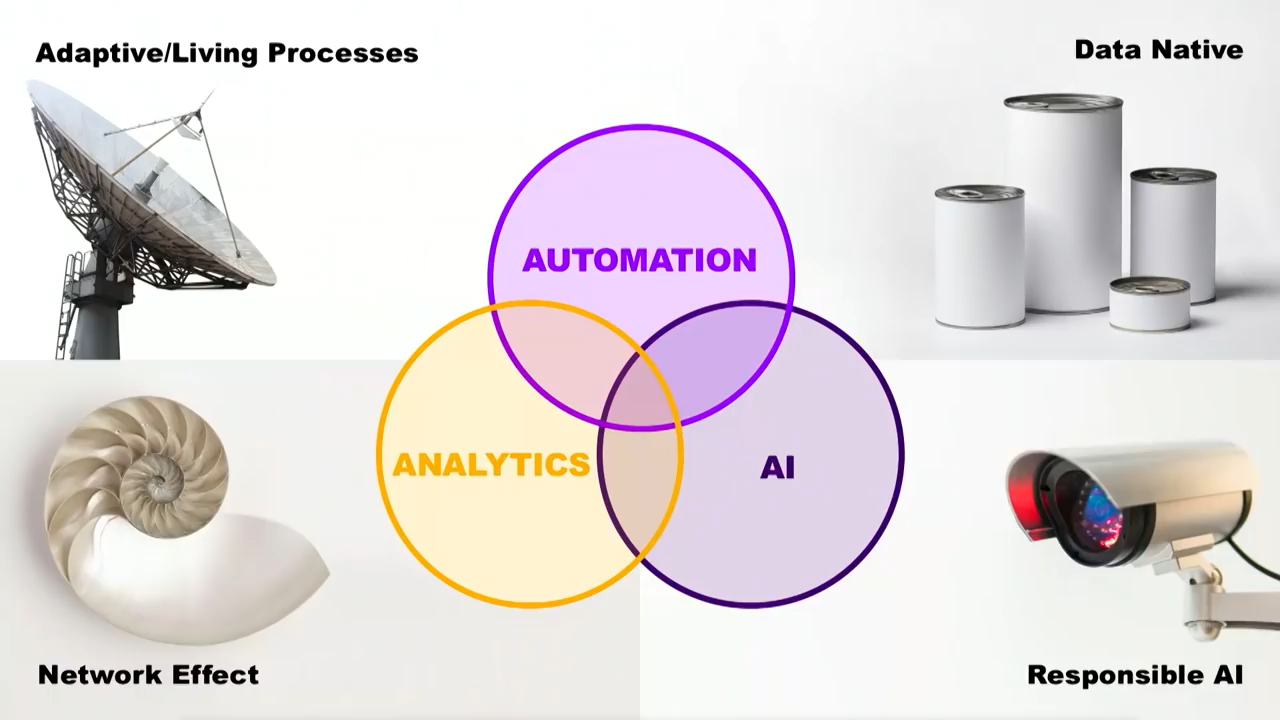 Adaptive/Living Processes
Data Native
AUTOMATION
ANALYTICS
AI
Network Effect
Responsible AI